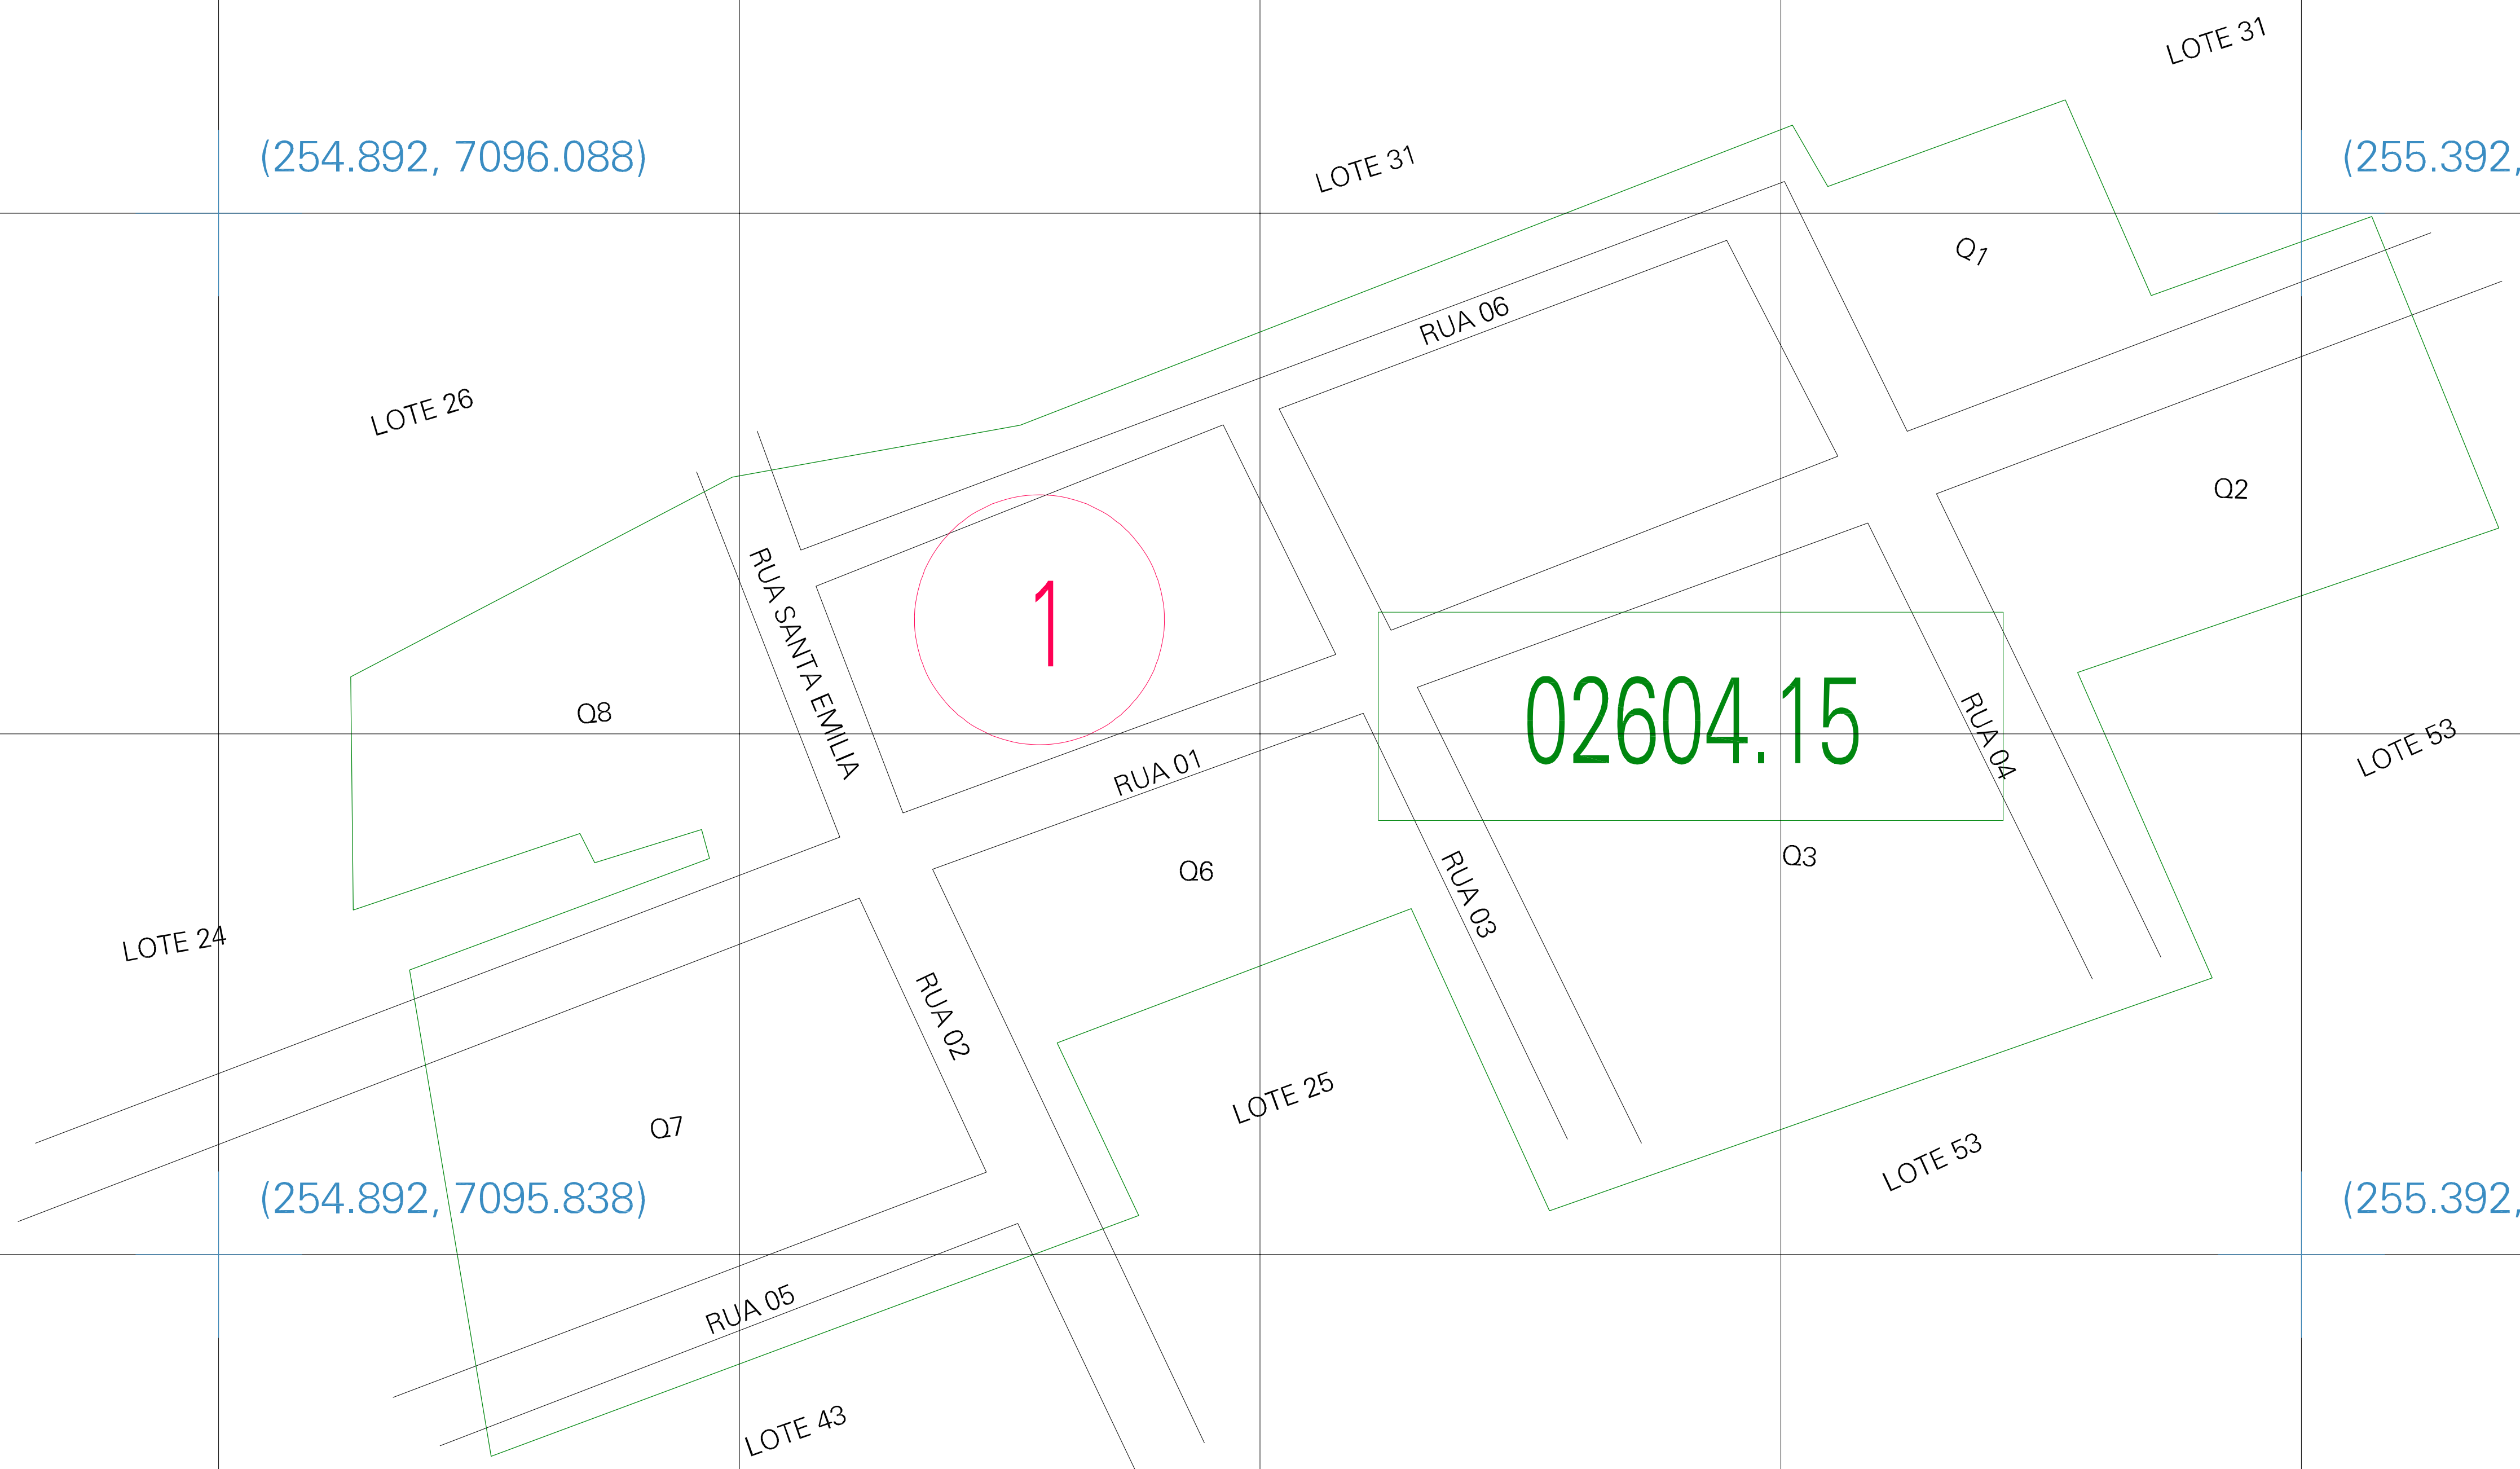 LOTE 31
(254.892, 7096.088)
LOTE 31
(255.392,
Q1
RUA 06
LOTE 26
Q2
RUA SANTA EMILIA
1
Q8
02604.15
RUA 04
LOTE 53
RUA 01
Q6
Q3
RUA 03
LOTE 24
RUA 02
LOTE 25
Q7
LOTE 53
(254.892, 7095.838)
(255.392,
RUA 05
LOTE 43